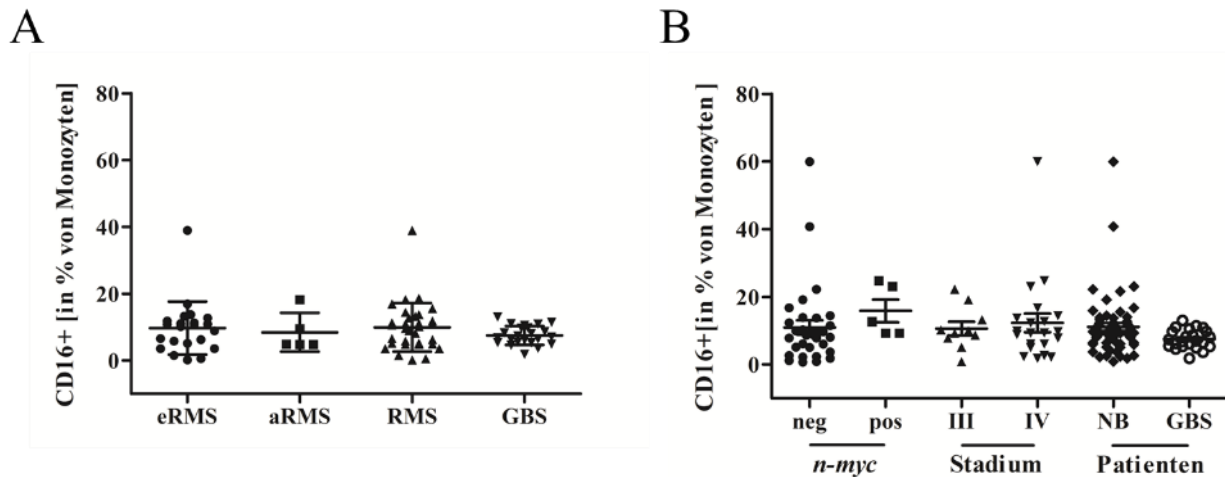 A
CD16+ [in % von Monozyten]
80
60
40
20
0
eRMS aRMS RMS GBS
B
CD16+[in % von Monozyten ]
80
60
40
20
0
neg pos III IV NB GBS
n-myc Stadium Patienten